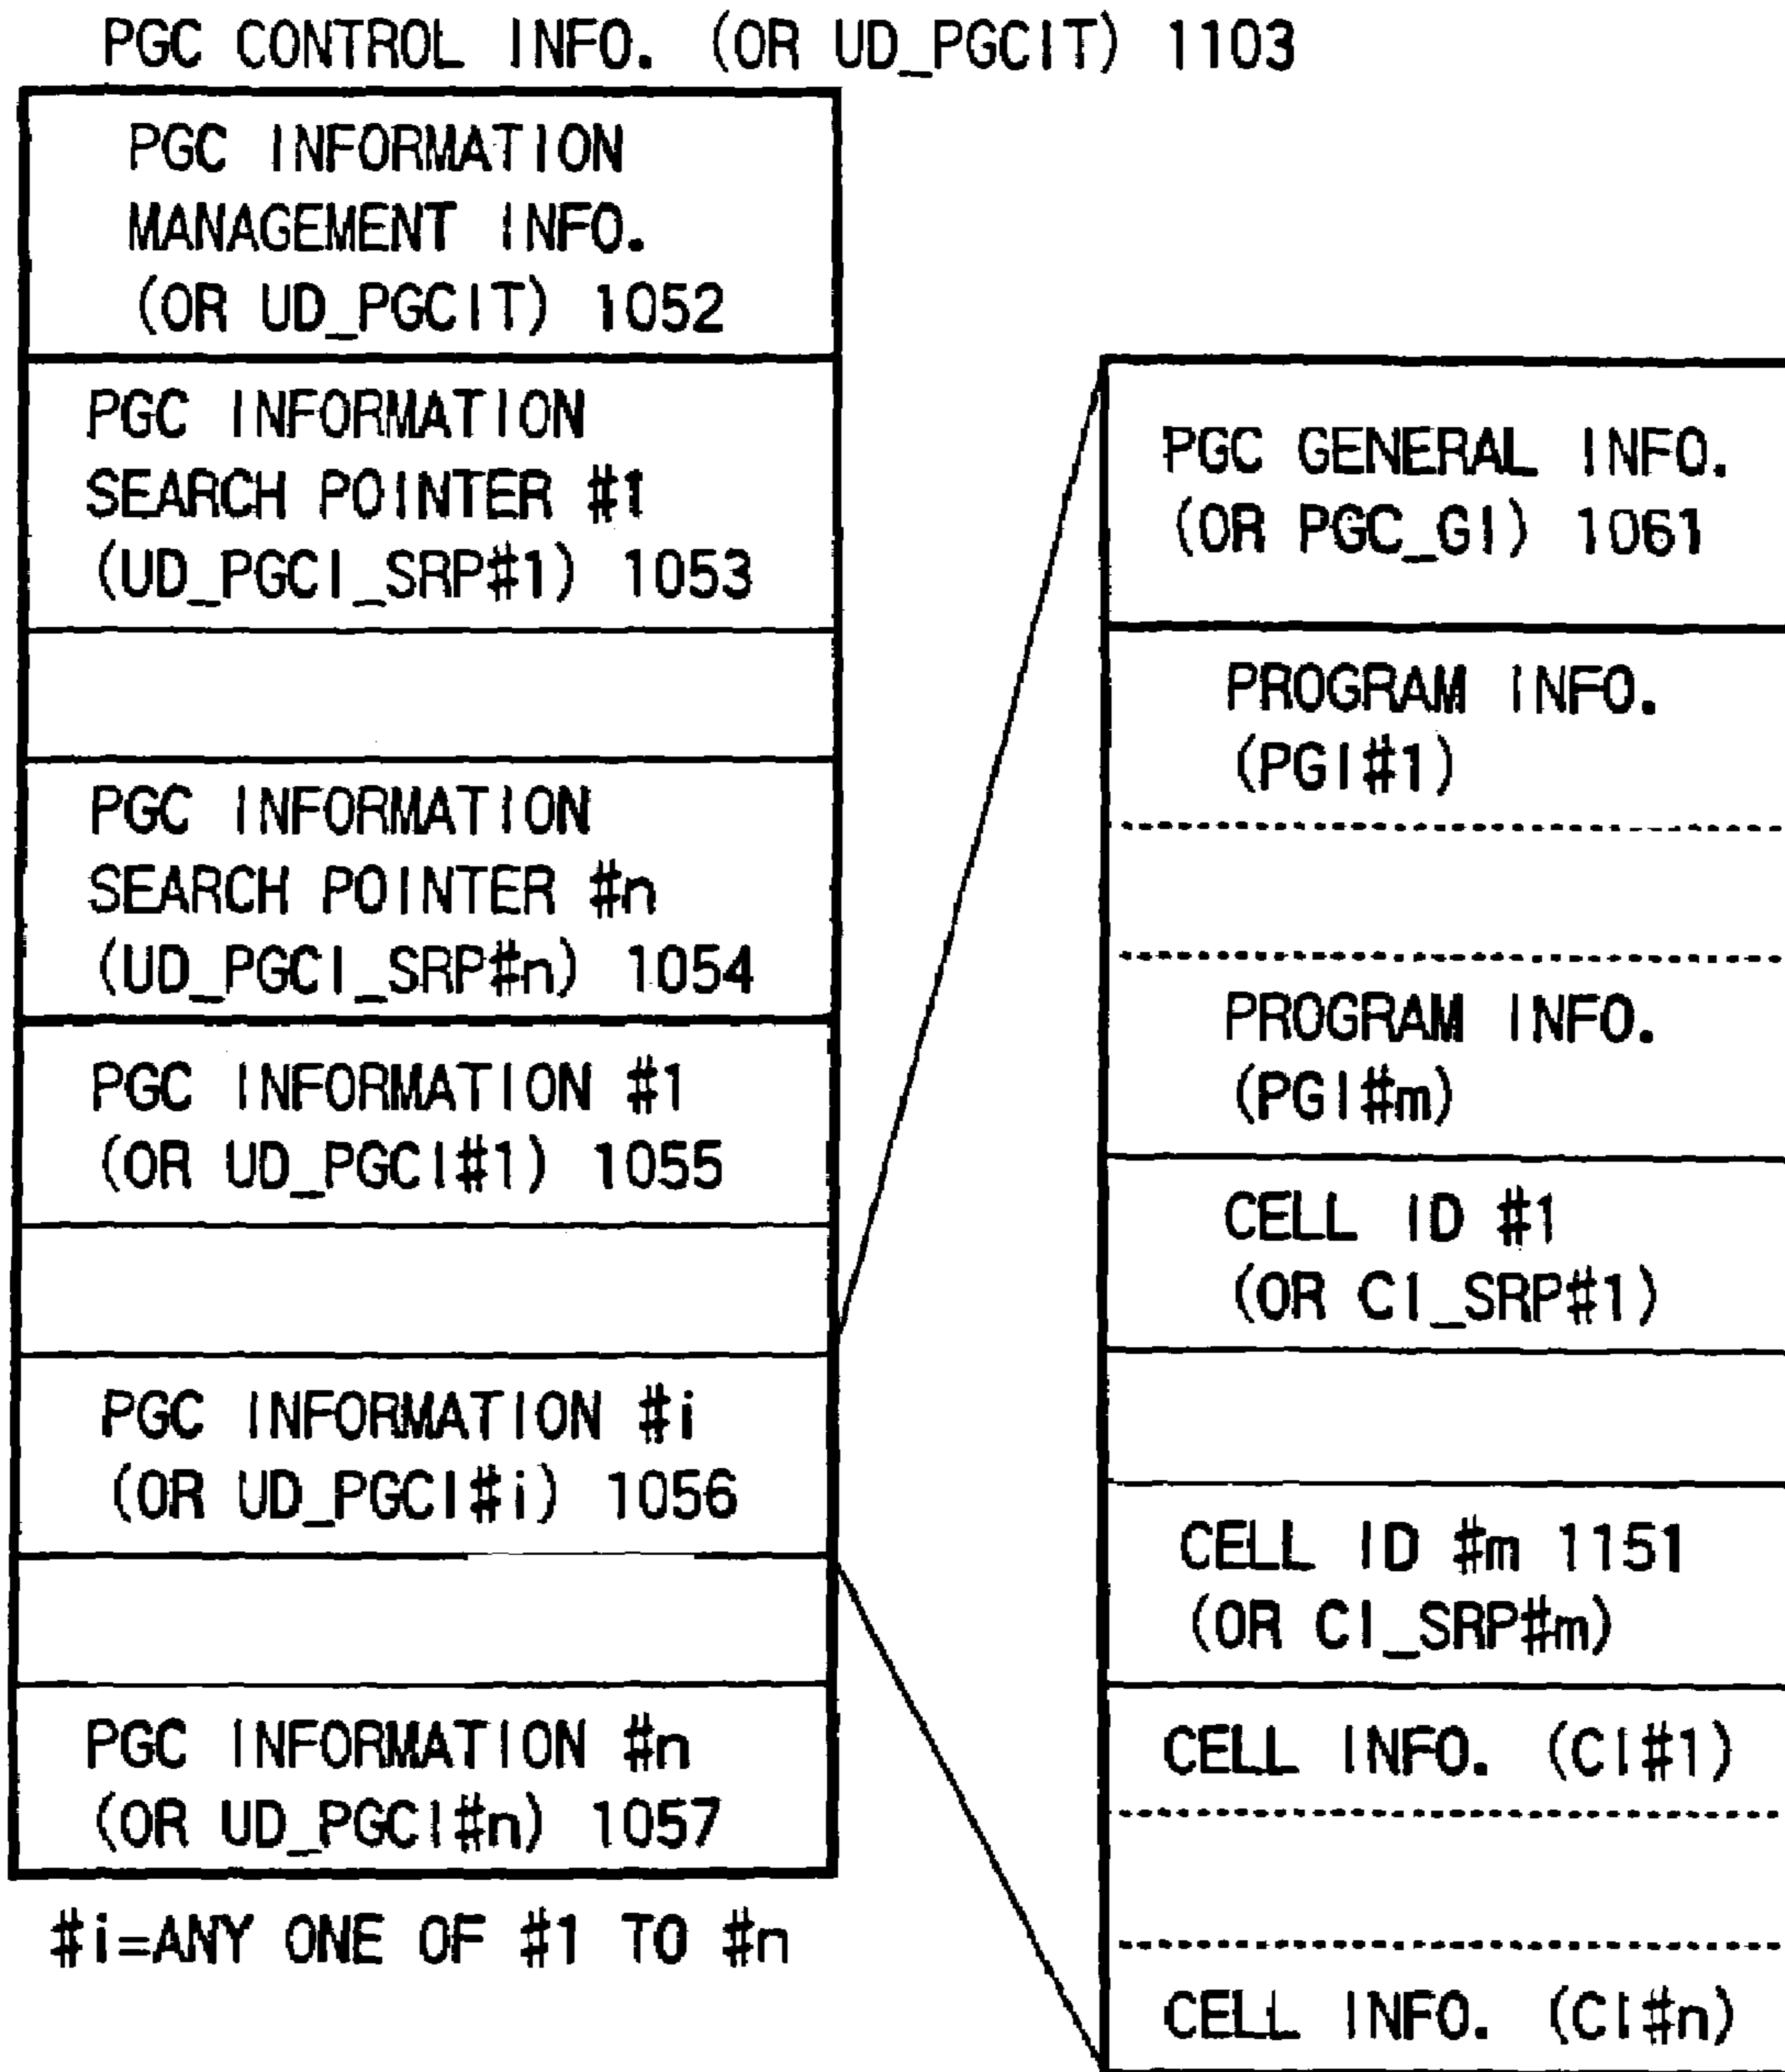 PGC CONTROL INFO. (OR UD_PGCIT) 1103
PGC INFORMATION
MANAGEMENT INFO.
(OR UD_PGCIT) 1052
PGC INFORMATION
SEARCH POINTER #1
(UD_PGCI_SRP#1) 1053
PGC INFORMATION
SEARCH POINTER #n
(UD_PGCI_SRP#n) 1054
PGC INFORMATION #1
(OR UD_PGCI#1) 1055
PGC INFORMATION #i
(OR UD_PGCI#i) 1056
PGC INFORMATION #n
(OR UD_PGCI#n) 1057
#i=ANY ONE OF #1 TO #n
PGC GENERAL INFO.
(OR PGC_GI) 1061
PROGRAM INFO.
(PGI#1)
PROGRAM INFO.
(PGI#m)
CELL ID #1
(OR CI_SRP#1)
CELL ID #m 1151
(OR CI_SRP#m)
CELL INFO. (CI#1)
CELL INFO. (CI#n)